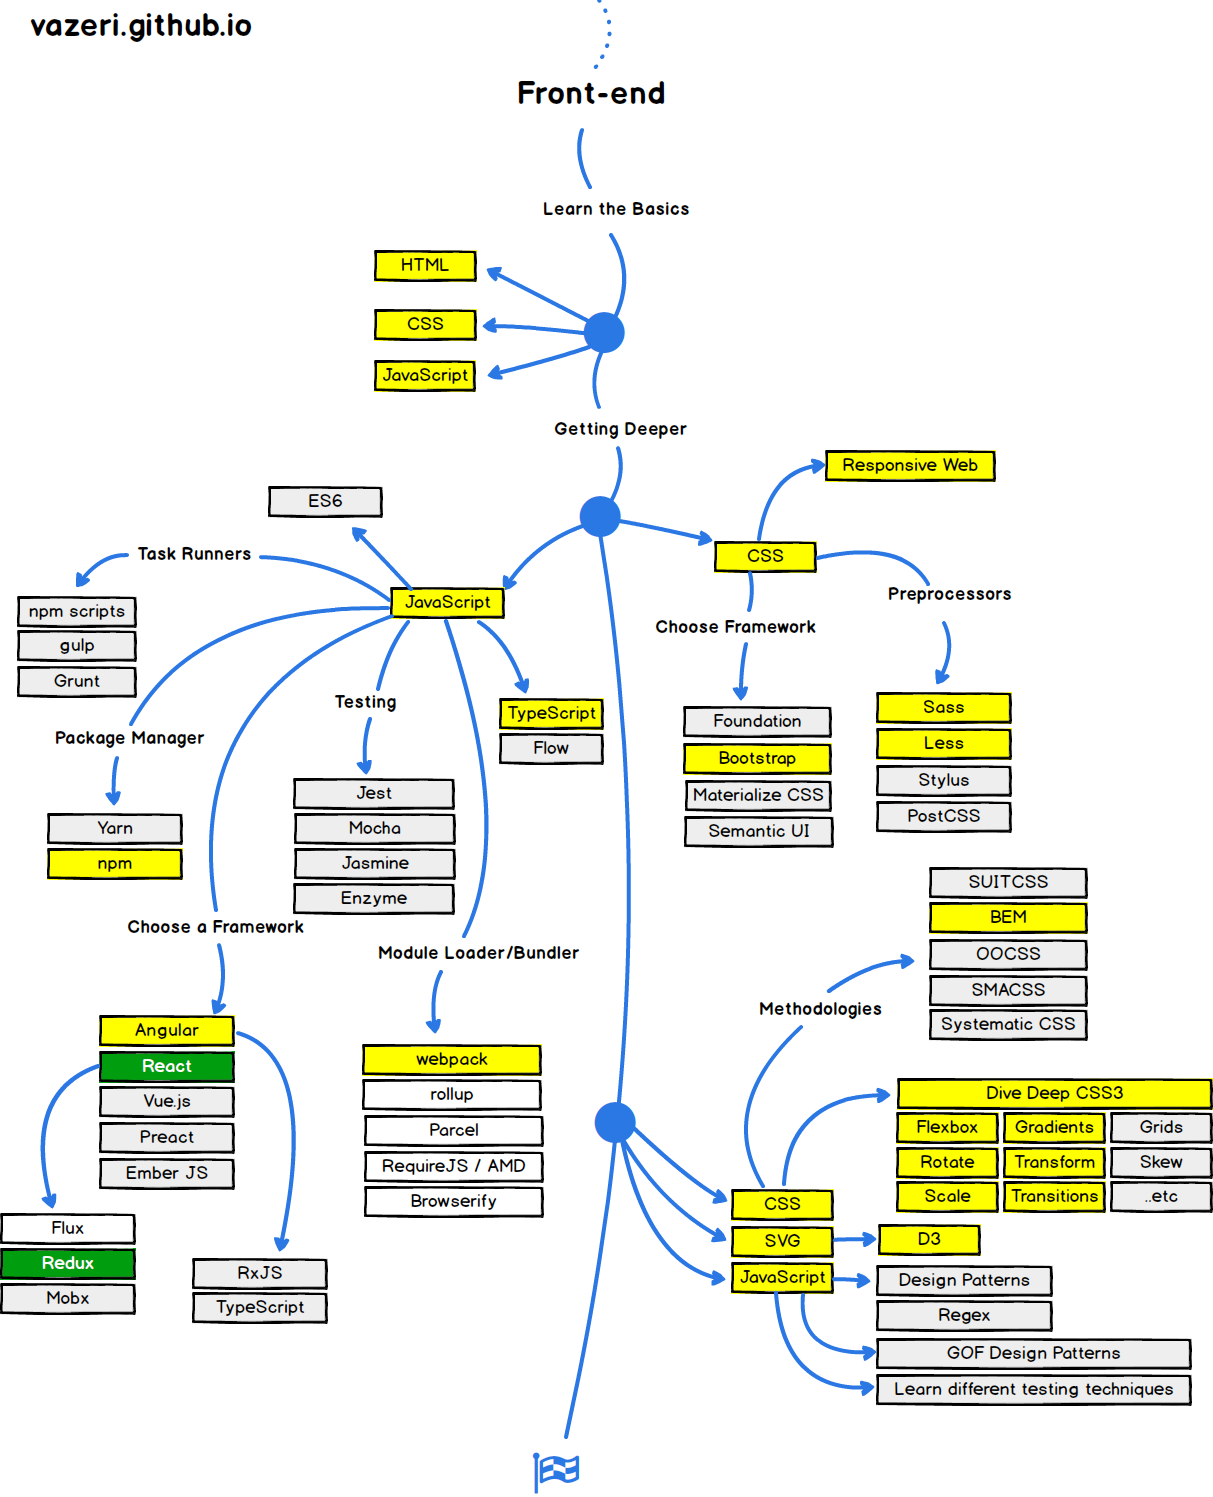 vazeri.github.io
Front-end
Learn the Basics
HTML
CSS
JavaScript
Getting Deeper
Responsive Web
ES6
Task Runners
CSS
npm scripts
gulp
Grunt
JavaScript
Preprocessors
Choose Framework
Testing
TypeScript
Flow
Package Manager
Foundation
Bootstrap
Materialize CSS
Semantic UI
Sass
Less
Stylus
PostCSS
Yarn
npm
Jest
Mocha
Jasmine
Enzyme
Choose a Framework
Module Loader/Bundler
SUITCSS
BEM
OOCSS
SMACSS
Systematic CSS
Methodologies
Angular
React
Vue.js
Preact
Ember JS
webpack
rollup
Parcel
RequireJS / AMD
Browserify
Dive Deep CSS3
Flexbox Gradients Grids
Rotate Transform Skew
Scale Transitions ..etc
Flux
Redux
Mobx
RxJS
TypeScript
CSS
SVG
JavaScript
D3
Design Patterns
Regex
GOF Design Patterns
Learn different testing techniques